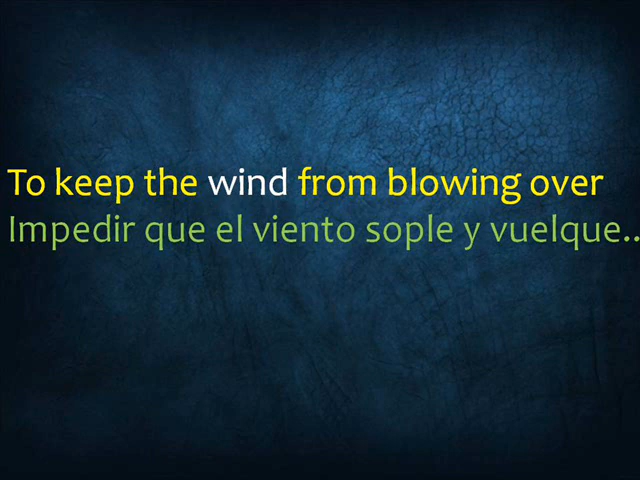 To keep the wind from blowing over
Impedir que el viento sople y vuelque..